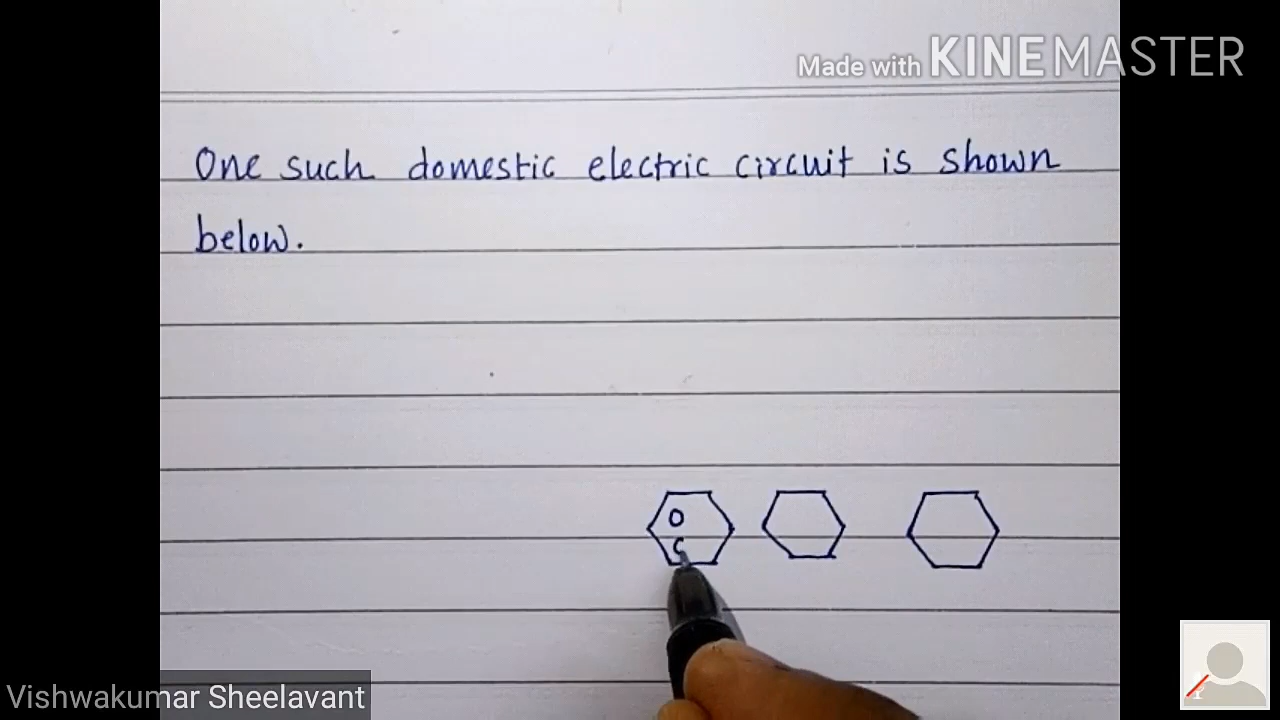 Made with KINEMASTER
One such domestic electric circuit is shown
below.
Vishwakumar Sheelavant